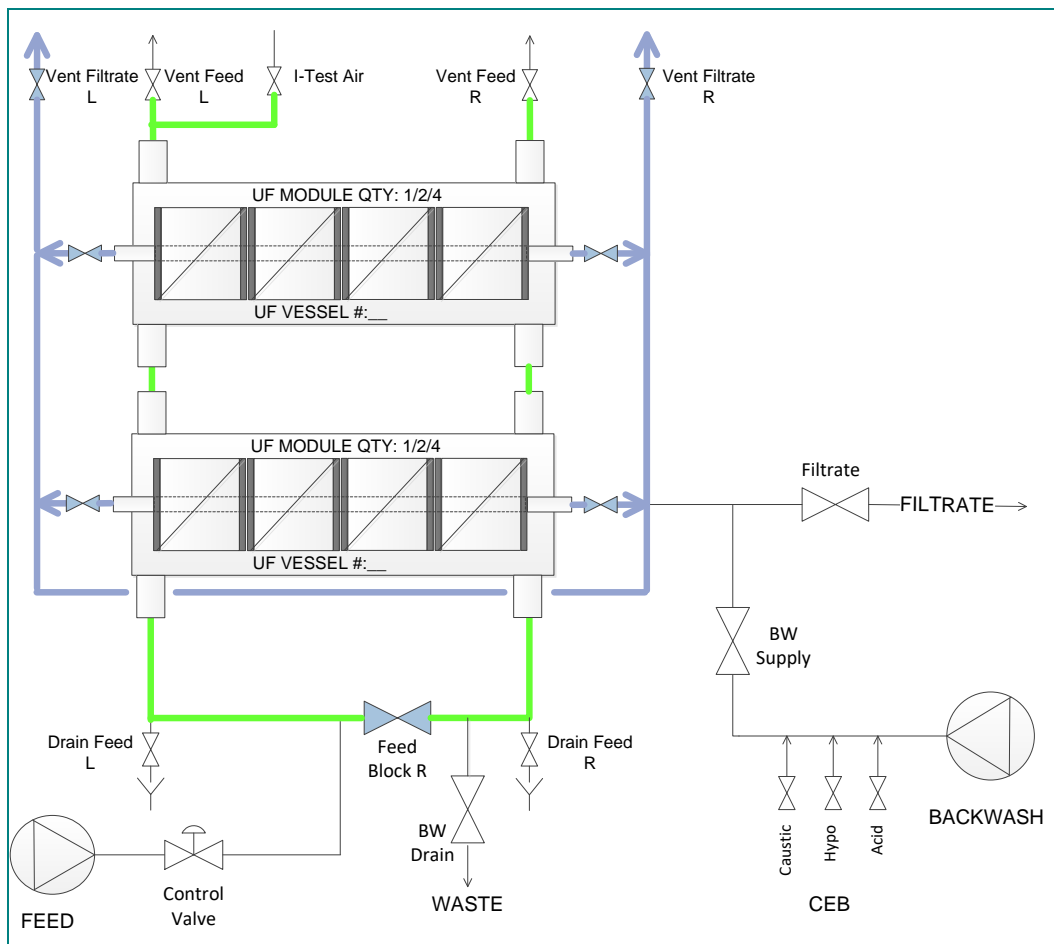 Vent Filtrate
L
Vent Feed
L
I-Test Air
Vent Feed
R
Vent Filtrate
R
UF MODULE QTY: 1/2/4
UF VESSEL #:__
UF MODULE QTY: 1/2/4
UF VESSEL #:__
Filtrate
FILTRATE
BW
Supply
Drain Feed
L
Feed
Block R
Drain Feed
R
BW
Drain
Caustic
Hypo
Acid
BACKWASH
Control
Valve
FEED
WASTE
CEB